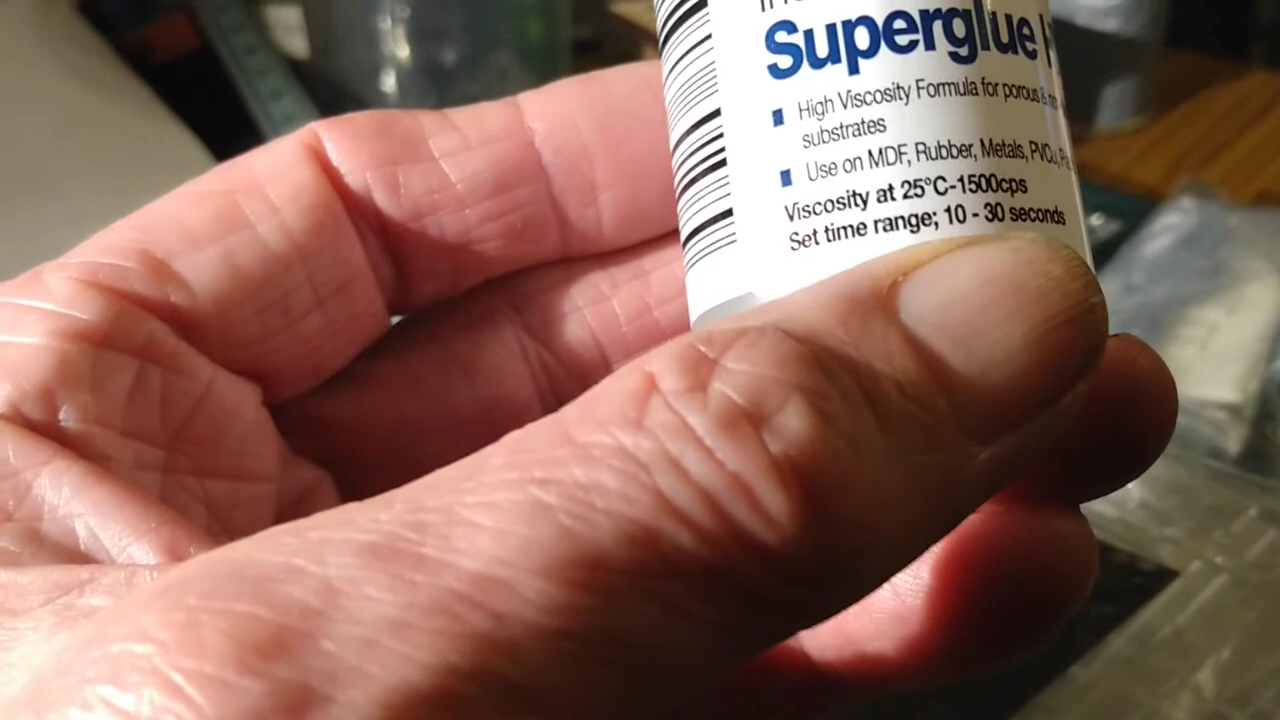 Superglue
High Viscosity Formula for porous &
substrates
Use on MDF, Rubber, Metals, PVCu,
Viscosity at 25°C-1500cps
Set time range; 10 - 30 seconds